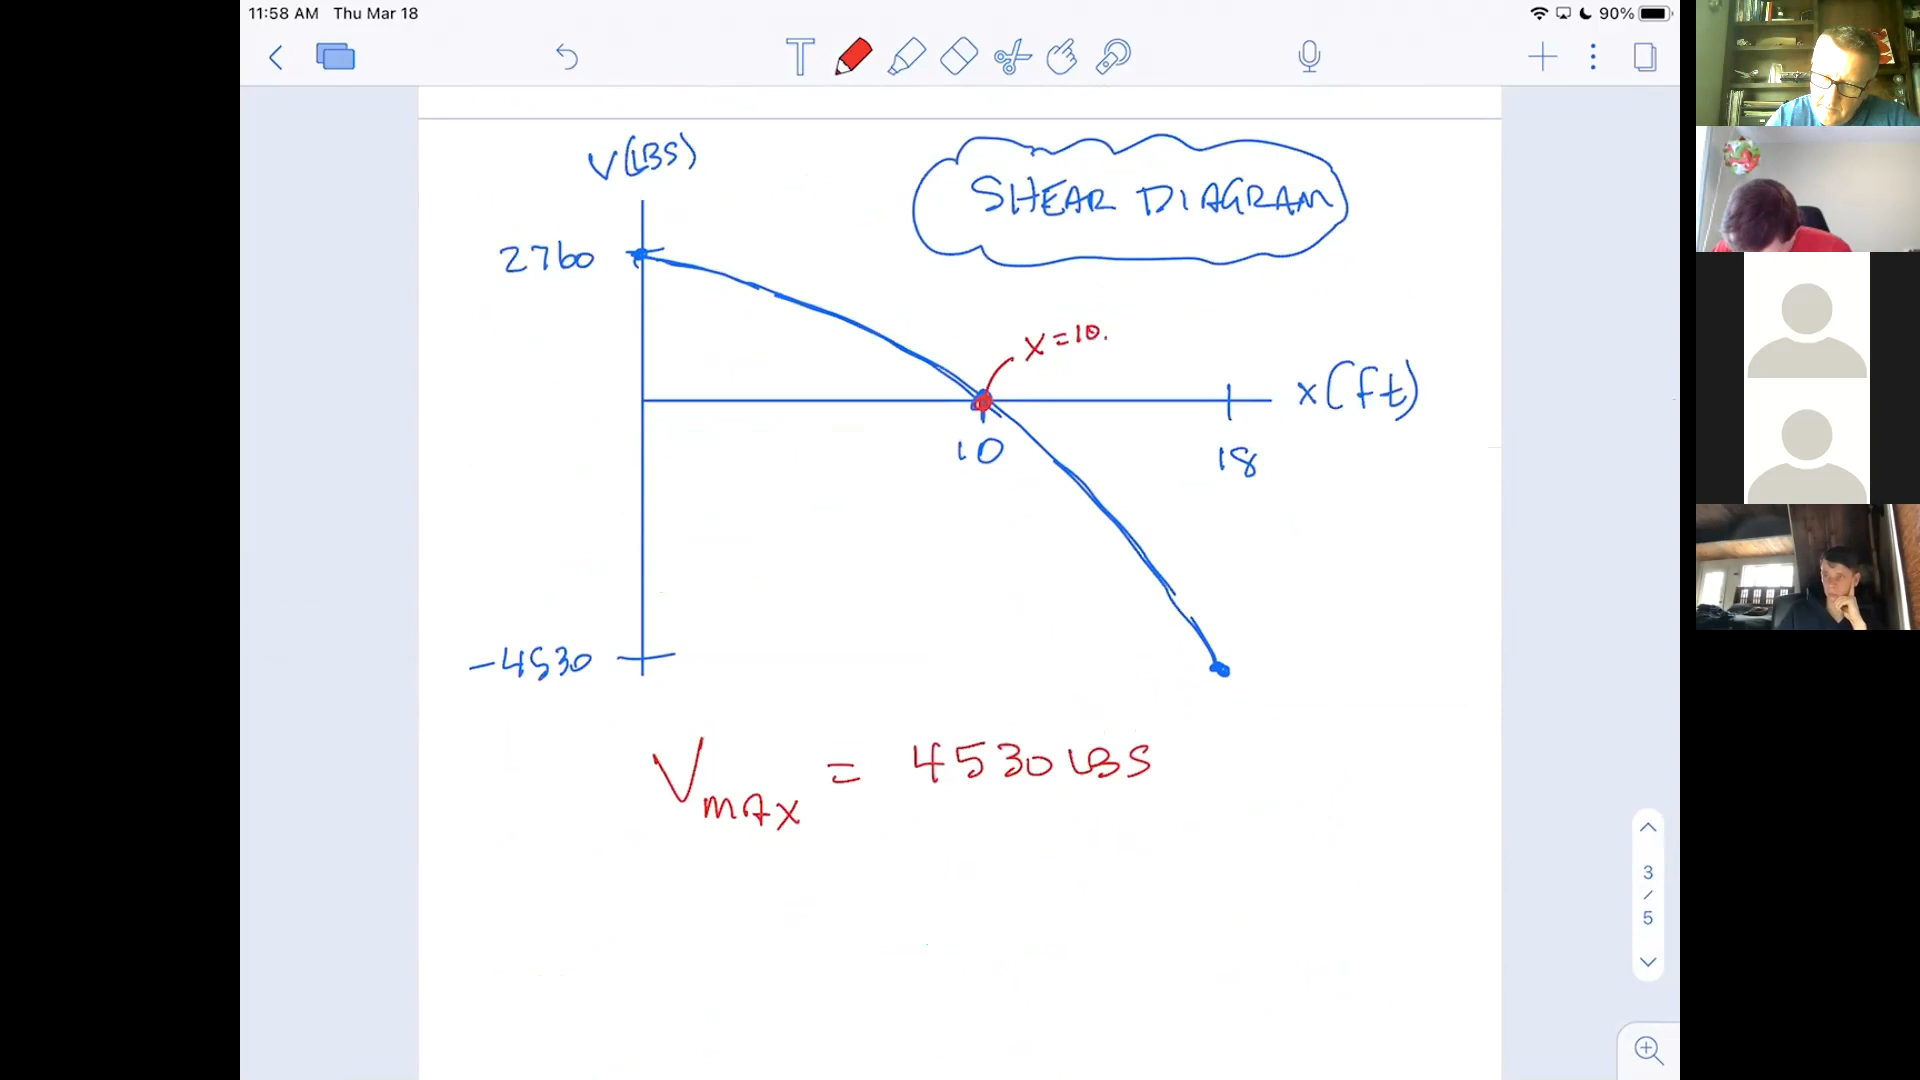 11:58 AM Thu Mar 18
90%
V(LBS)
SHEAR DIAGRAM
2760
x=10.
x(ft)
10
18
-4530
VMAX = 4530 LBS
3
/
5